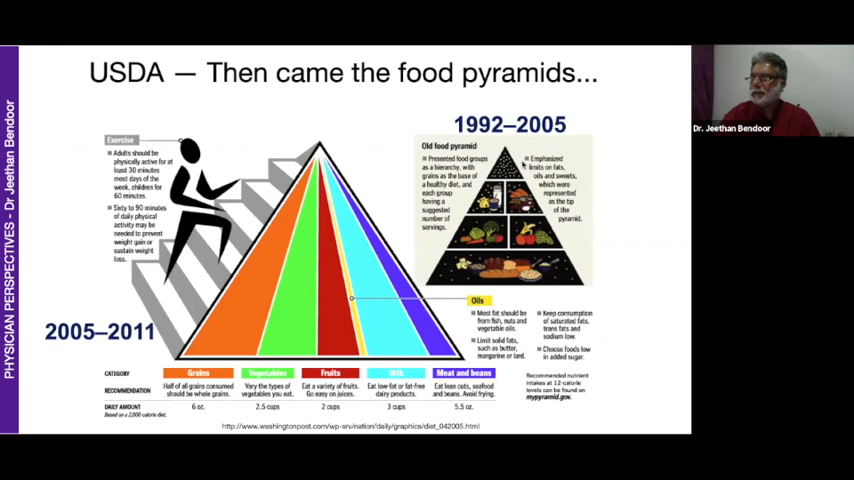 USDA — Then came the food pyramids...
PHYSICIAN PERSPECTIVES - Dr Jeethan Bendoor
Dr. Jeethan Bendoor
1992–2005
Exercise
Adults should be
physically active for at
least 30 minutes
most days of the
week, children for
60 minutes.
Sixty to 90 minutes
of daily physical
activity may be
needed to prevent
weight gain or
sustain weight
loss.
Old food pyramid
Presented food groups
as a hierarchy, with
grains as the base of
a healthy diet, and
each group
having a
suggested
number of
servings.
Emphasized
limits on fats,
oils and sweets,
which were
represented
as the tip
of the
pyramid.
2005–2011
Oils
Most fat should be
from fish, nuts and
vegetable oils.
Limit solid fats,
such as butter,
margarine or lard.
Keep consumption
of saturated fats,
trans fats and
sodium low.
Choose foods low
in added sugar.
CATEGORY Grains Vegetables Fruits Milk Meat and beans
RECOMMENDATION Half of all grains consumed should be whole grains. Vary the types of vegetables you eat. Eat a variety of fruits. Go easy on juices. Eat low-fat or fat-free dairy products. Eat lean cuts, seafood and beans. Avoid frying.
DAILY AMOUNT 6 oz. 2.5 cups 2 cups 3 cups 5.5 oz.
Based on a 2,000 calorie diet.
Recommended nutrient
intakes at 12-calorie
levels can be found on
mypyramid.gov.
http://www.washingtonpost.com/wp-srv/nation/daily/graphics/diet_042005.html